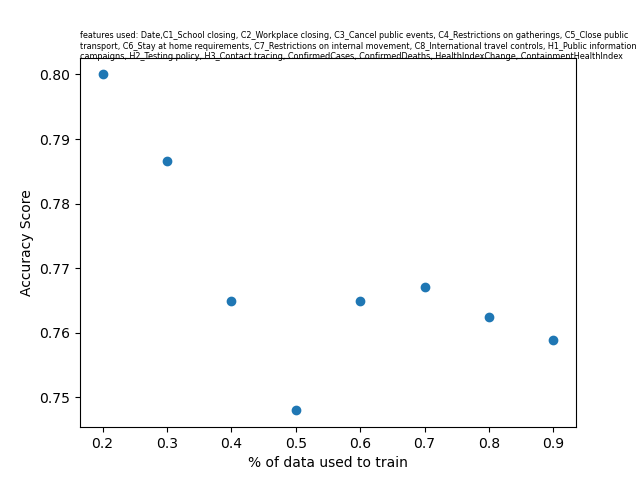 features used: Date,C1_School closing, C2_Workplace closing, C3_Cancel public events, C4_Restrictions on gatherings, C5_Close public
transport, C6_Stay at home requirements, C7_Restrictions on internal movement, C8_International travel controls, H1_Public information
campaigns, H2_Testing policy, H3_Contact tracing, ConfirmedCases, ConfirmedDeaths, HealthIndexChange, ContainmentHealthIndex
0.80
0.79
0.78
0.77
0.76
0.75
Accuracy Score
0.2 0.3 0.4 0.5 0.6 0.7 0.8 0.9
% of data used to train